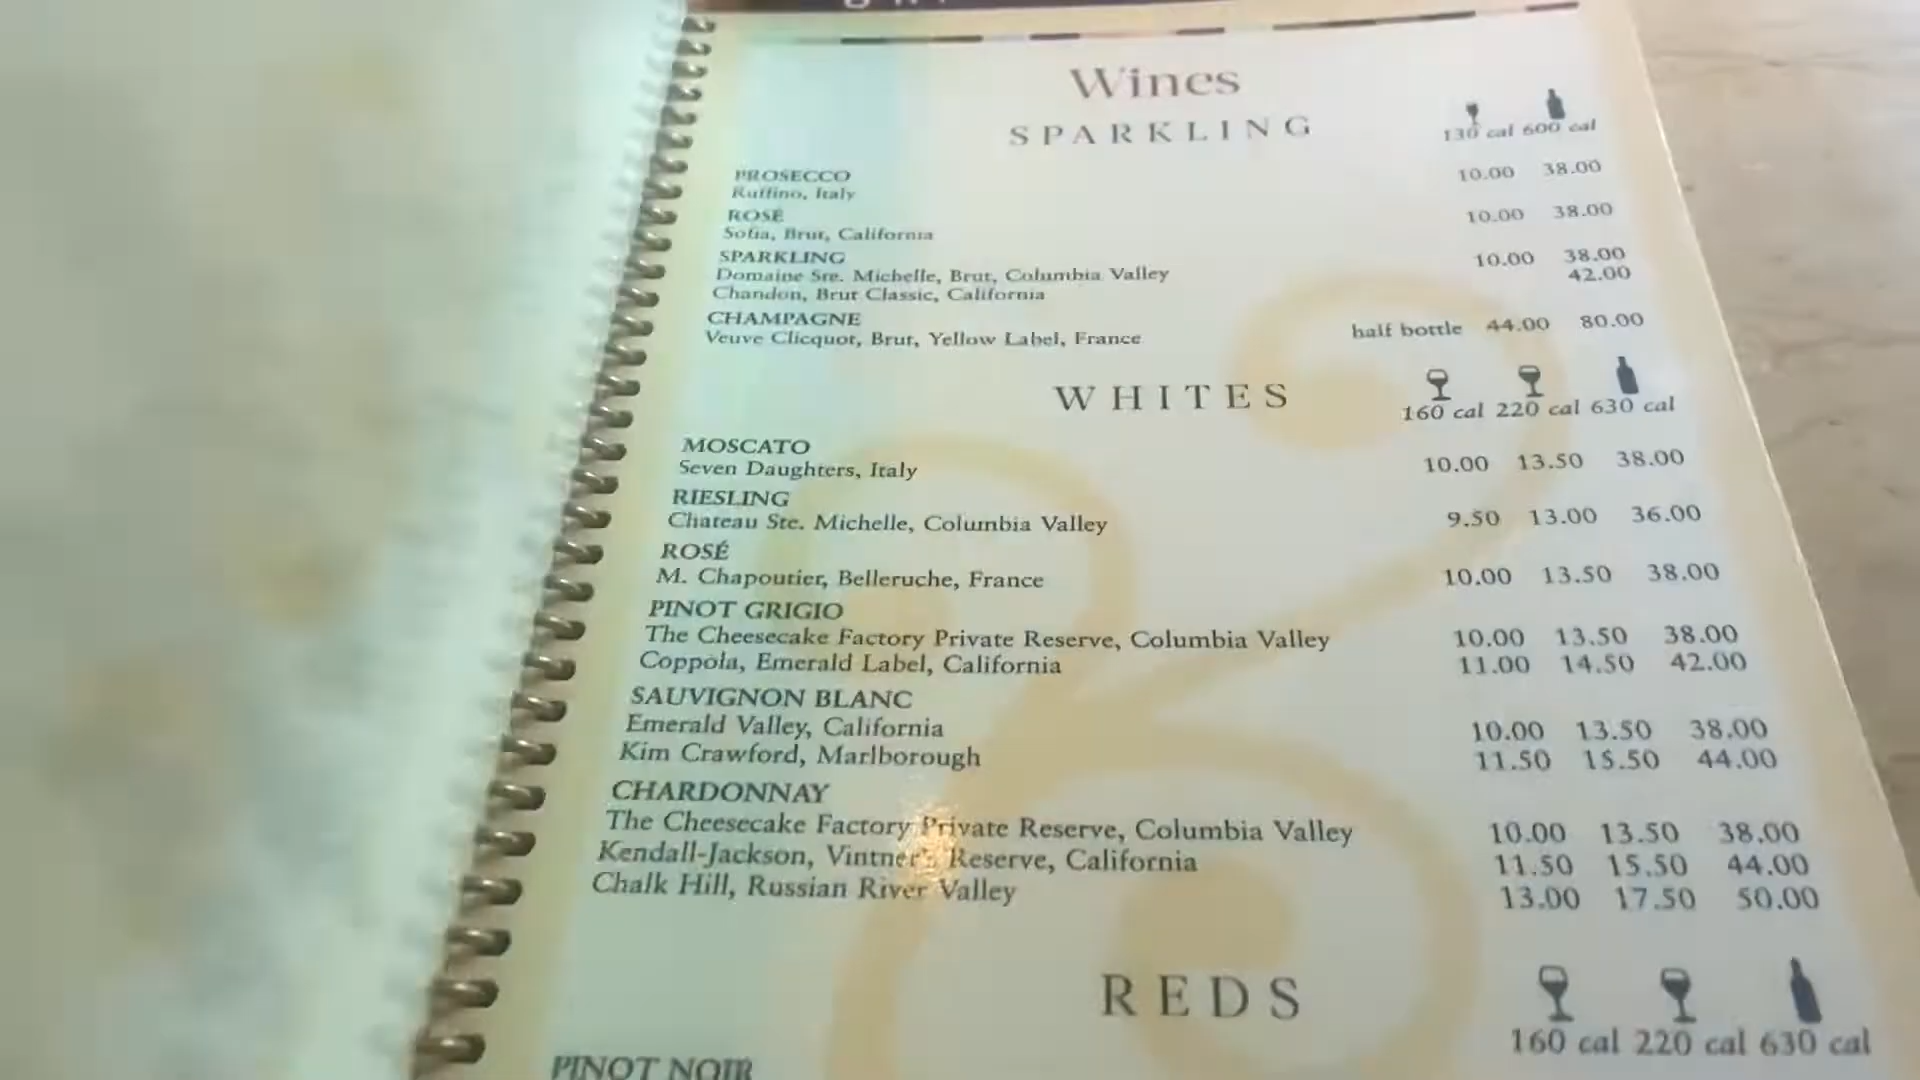 Wines
SPARKLING
130 cal 600 cal
PROSECCO
Ruffino, Italy 10.00 38.00
ROSÉ
Sofia, Brut, California 10.00 38.00
SPARKLING
Domaine Ste. Michelle, Brut, Columbia Valley 10.00 38.00
Chandon, Brut Classic, California 42.00
CHAMPAGNE
Veuve Clicquot, Brut, Yellow Label, France half bottle 44.00 80.00
WHITES
160 cal 220 cal 630 cal
MOSCATO
Seven Daughters, Italy 10.00 13.50 38.00
RIESLING
Chateau Ste. Michelle, Columbia Valley 9.50 13.00 36.00
ROSÉ
M. Chapoutier, Belleruche, France 10.00 13.50 38.00
PINOT GRIGIO
The Cheesecake Factory Private Reserve, Columbia Valley 10.00 13.50 38.00
Coppola, Emerald Label, California 11.00 14.50 42.00
SAUVIGNON BLANC
Emerald Valley, California 10.00 13.50 38.00
Kim Crawford, Marlborough 11.50 15.50 44.00
CHARDONNAY
The Cheesecake Factory Private Reserve, Columbia Valley 10.00 13.50 38.00
Kendall-Jackson, Vintner's Reserve, California 11.50 15.50 44.00
Chalk Hill, Russian River Valley 13.00 17.50 50.00
REDS
160 cal 220 cal 630 cal
PINOT NOIR